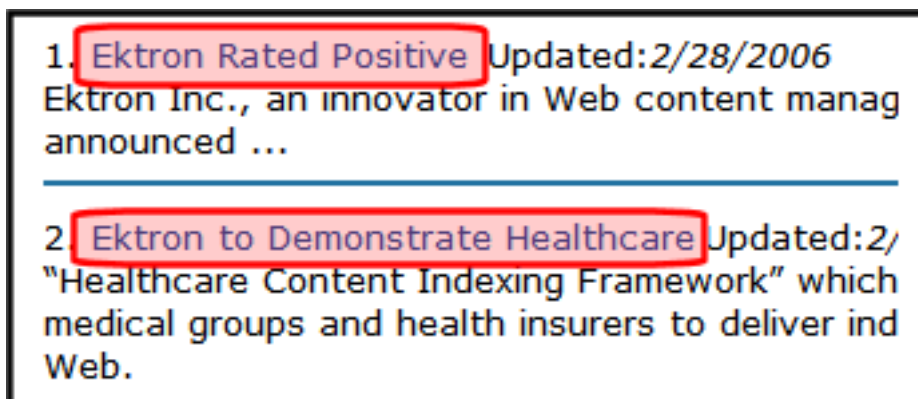 1. Ektron Rated Positive Updated:2/28/2006
Ektron Inc., an innovator in Web content manag
announced ...
2. Ektron to Demonstrate Healthcare Updated:2/
“Healthcare Content Indexing Framework” which
medical groups and health insurers to deliver ind
Web.